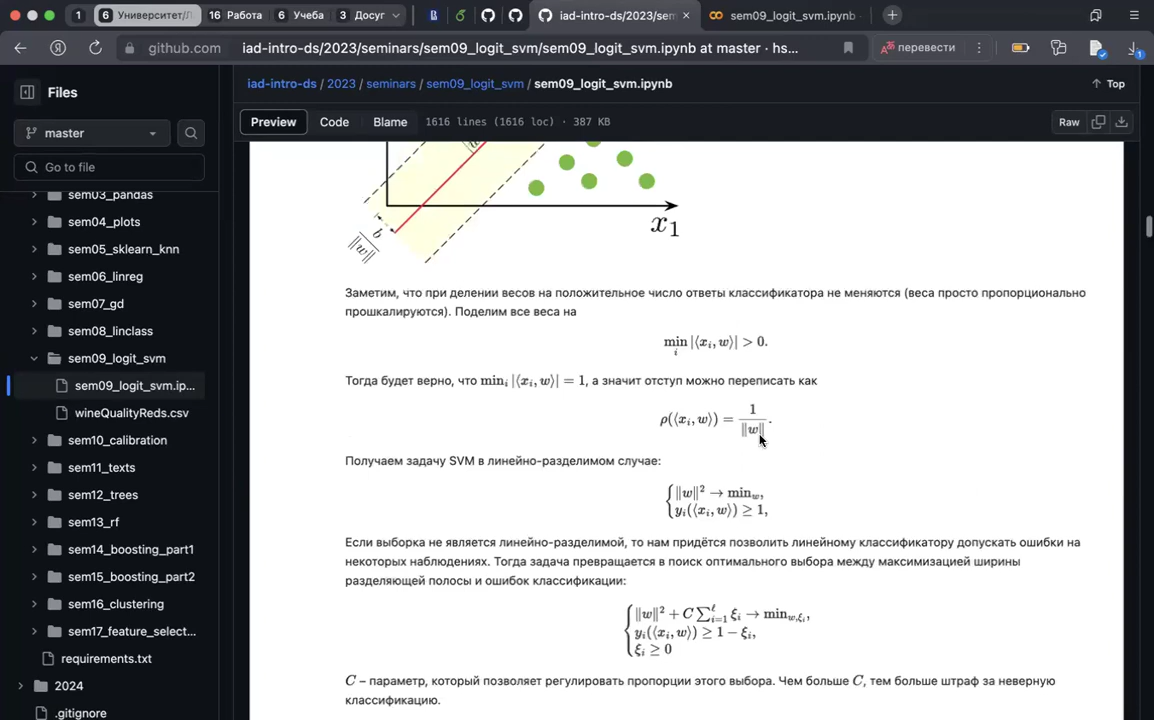 1
6 Университет/Л
16 Работа
6 Учеба
3 Досуг
iad-intro-ds/2023/sem
sem09_logit_svm.ipynb
github.com
iad-intro-ds/2023/seminars/sem09_logit_svm/sem09_logit_svm.ipynb at master · hs...
перевести
1
Files
iad-intro-ds / 2023 / seminars / sem09_logit_svm / sem09_logit_svm.ipynb
Top
master
Preview Code Blame 1616 lines (1616 loc) · 387 KB
Raw
Go to file
sem03_pandas
sem04_plots
sem05_sklearn_knn
sem06_linreg
sem07_gd
sem08_linclass
sem09_logit_svm
sem09_logit_svm.ip...
wineQualityReds.csv
sem10_calibration
sem11_texts
sem12_trees
sem13_rf
sem14_boosting_part1
sem15_boosting_part2
sem16_clustering
sem17_feature_select...
requirements.txt
2024
.gitignore
x₁
b
‖w‖
Заметим, что при делении весов на положительное число ответы классификатора не меняются (веса просто пропорционально
прошкалируются). Поделим все веса на
min_i |⟨x_i, w⟩| > 0.
Тогда будет верно, что min_i |⟨x_i, w⟩| = 1, а значит отступ можно переписать как
ρ(⟨x_i, w⟩) = 1/‖w‖.
Получаем задачу SVM в линейно-разделимом случае:
‖w‖² → min_w,
y_i(⟨x_i, w⟩) ≥ 1,
Если выборка не является линейно-разделимой, то нам придётся позволить линейному классификатору допускать ошибки на
некоторых наблюдениях. Тогда задача превращается в поиск оптимального выбора между максимизацией ширины
разделяющей полосы и ошибок классификации:
‖w‖² + C ∑_{i=1}^{ℓ} ξ_i → min_{w,ξ_i},
y_i(⟨x_i, w⟩) ≥ 1 − ξ_i,
ξ_i ≥ 0
C – параметр, который позволяет регулировать пропорции этого выбора. Чем больше C, тем больше штраф за неверную
классификацию.